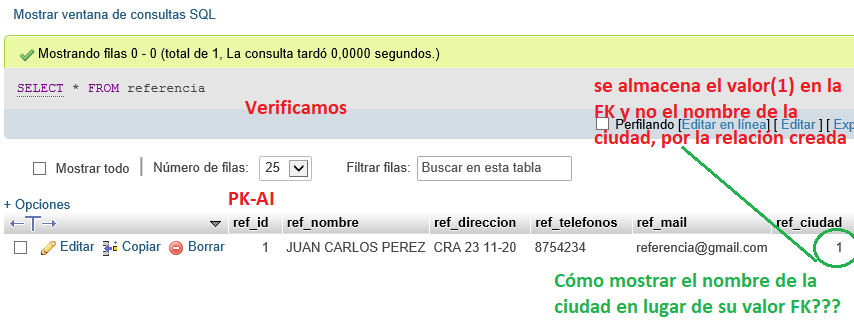 Mostrar ventana de consultas SQL
Mostrando filas 0 - 0 (total de 1, La consulta tardó 0,0000 segundos.)
SELECT * FROM referencia
Verificamos
se almacena el valor(1) en la
FK y no el nombre de la
ciudad, por la relación creada
Perfilando [Editar en línea] [ Editar ] [ Exp
Mostrar todo | Número de filas: 25 Filtrar filas: Buscar en esta tabla
PK-AI
+ Opciones
←T→ ref_id ref_nombre ref_direccion ref_telefonos ref_mail ref_ciudad
Editar Copiar Borrar 1 JUAN CARLOS PEREZ CRA 23 11-20 8754234 referencia@gmail.com 1
Cómo mostrar el nombre de la
ciudad en lugar de su valor FK???